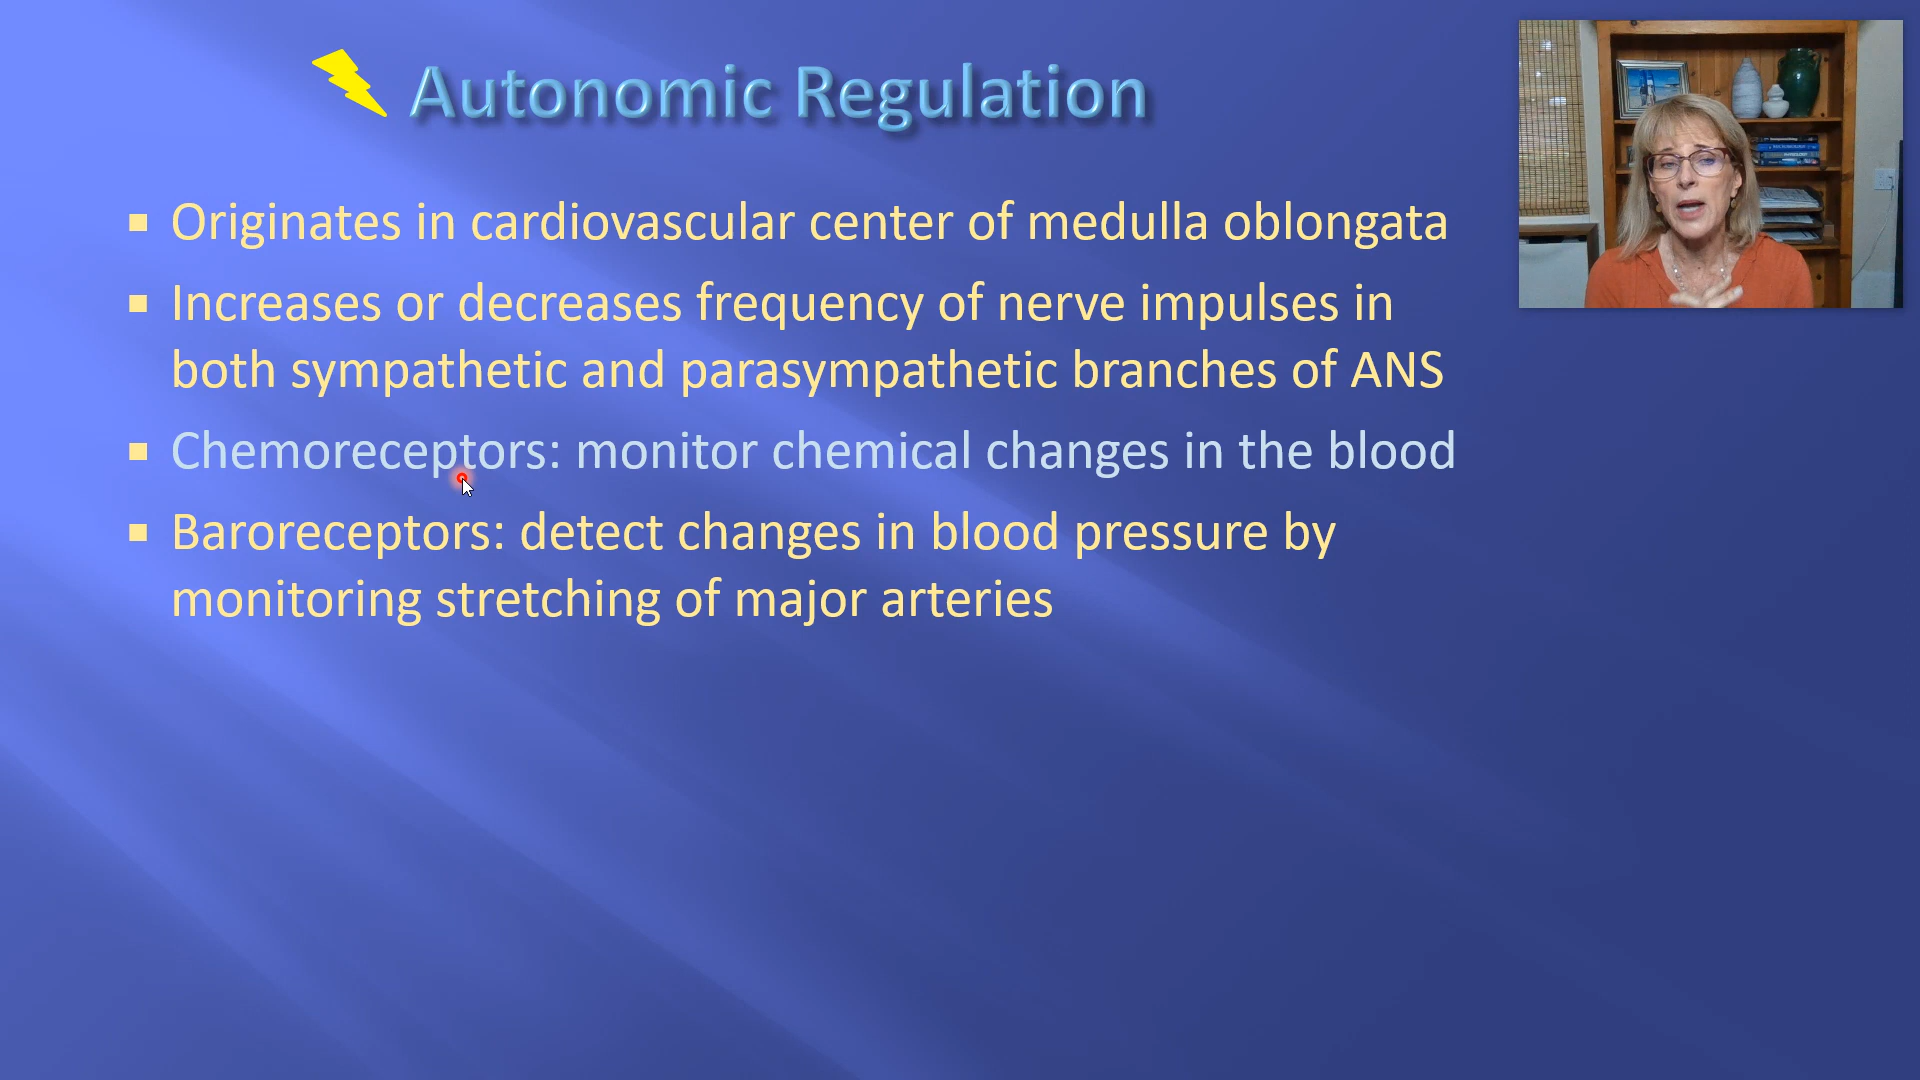 Autonomic Regulation
Originates in cardiovascular center of medulla oblongata
Increases or decreases frequency of nerve impulses in
both sympathetic and parasympathetic branches of ANS
Chemoreceptors: monitor chemical changes in the blood
Baroreceptors: detect changes in blood pressure by
monitoring stretching of major arteries